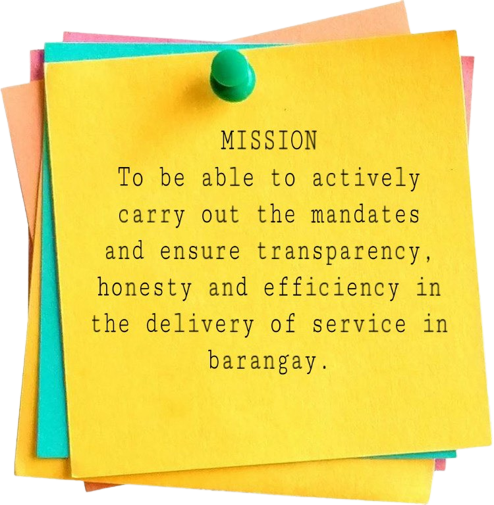 MISSION
To be able to actively
carry out the mandates
and ensure transparency,
honesty and efficiency in
the delivery of service in
barangay.